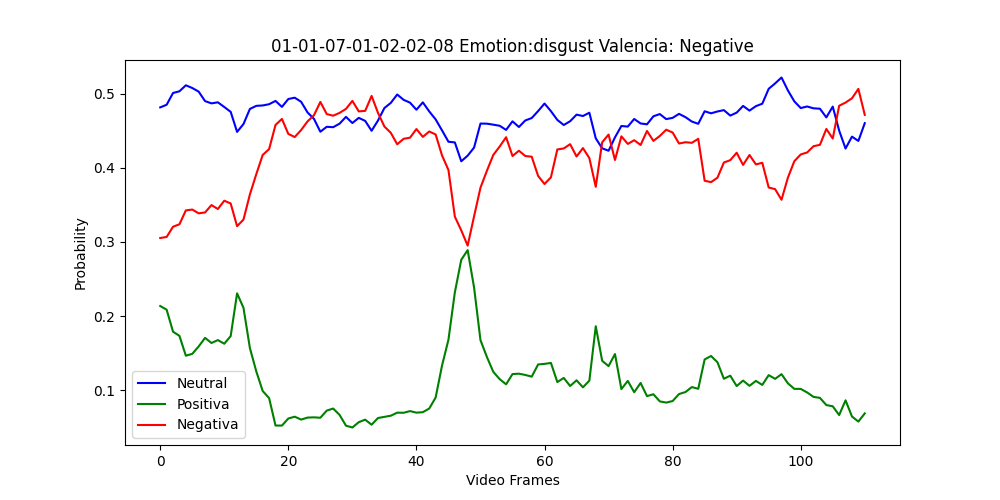 01-01-07-01-02-02-08 Emotion:disgust Valencia: Negative
Probability
0.5
0.4
0.3
0.2
0.1
Neutral
Positiva
Negativa
0 20 40 60 80 100
Video Frames